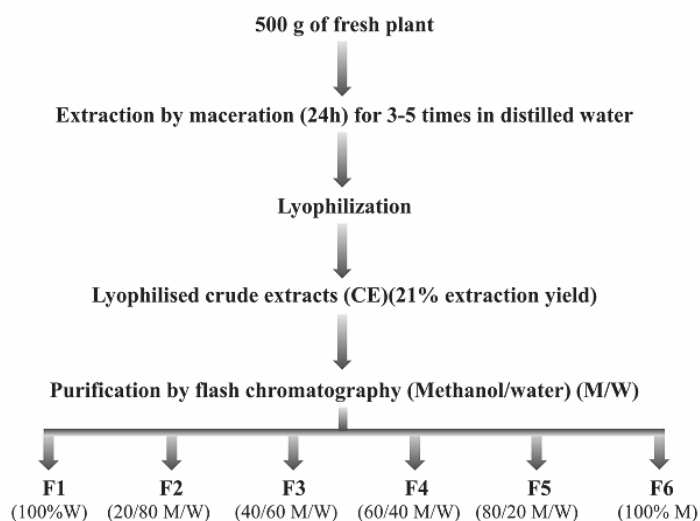 500 g of fresh plant
Extraction by maceration (24h) for 3-5 times in distilled water
Lyophilization
Lyophilised crude extracts (CE)(21% extraction yield)
Purification by flash chromatography (Methanol/water) (M/W)
F1 F2 F3 F4 F5 F6
(100%W) (20/80 M/W) (40/60 M/W) (60/40 M/W) (80/20 M/W) (100% M)